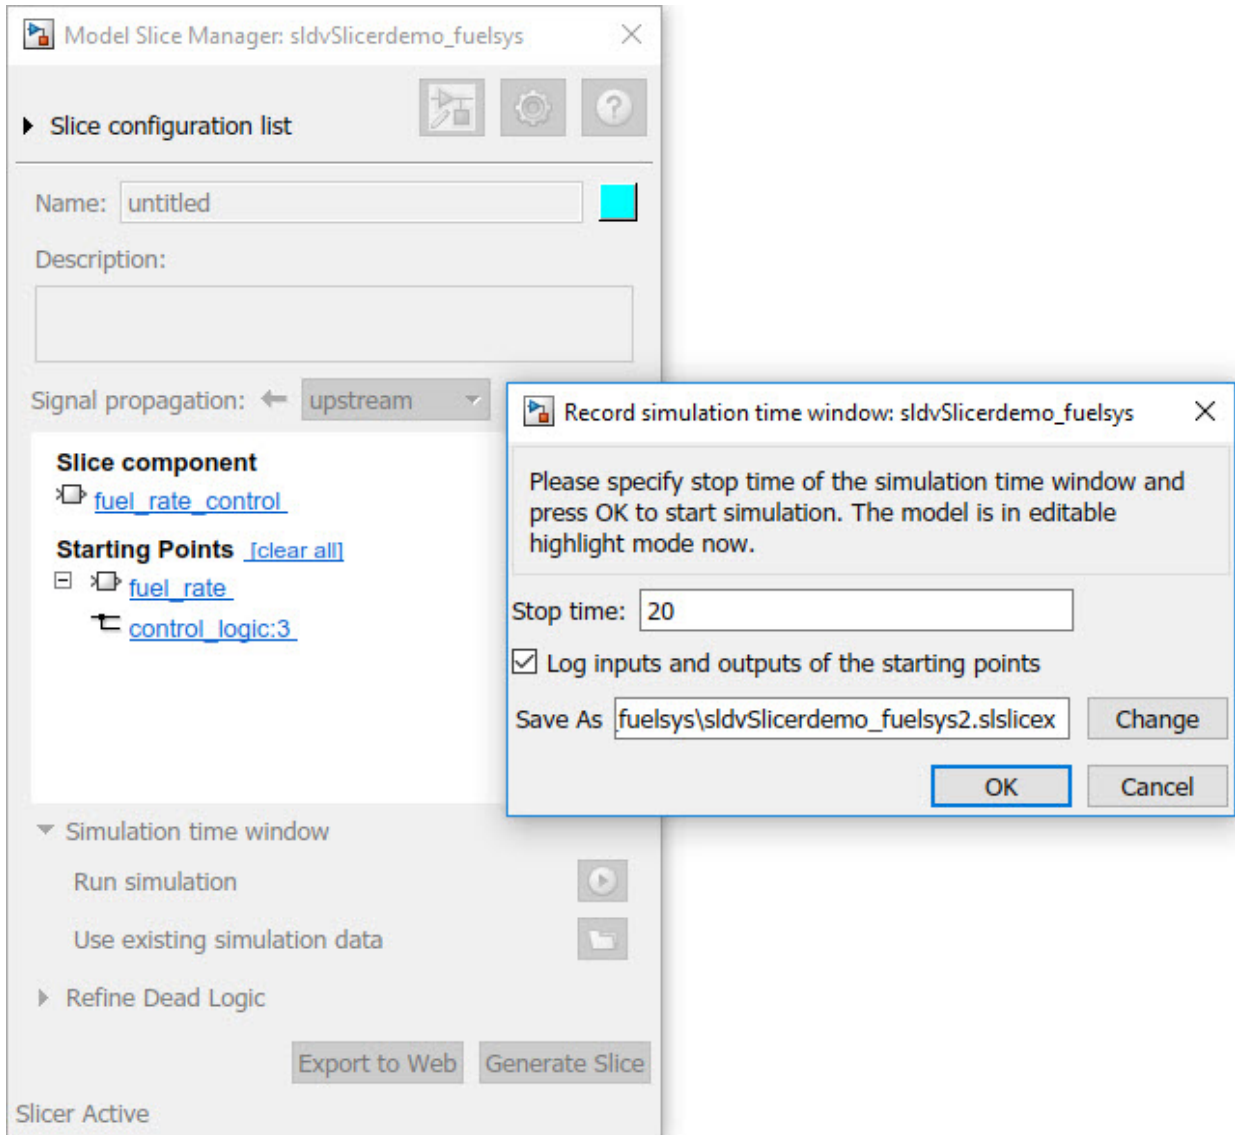 Model Slice Manager: sldvSlicerdemo_fuelsys
Slice configuration list
?
Name: untitled
Description:
Signal propagation: upstream
Slice component
fuel_rate_control
Starting Points [clear all]
fuel_rate
control_logic:3
Simulation time window
Run simulation
Use existing simulation data
Refine Dead Logic
Export to Web Generate Slice
Slicer Active
Record simulation time window: sldvSlicerdemo_fuelsys
Please specify stop time of the simulation time window and
press OK to start simulation. The model is in editable
highlight mode now.
Stop time: 20
Log inputs and outputs of the starting points
Save As fuelsys\sldvSlicerdemo_fuelsys2.slslicex Change
OK Cancel